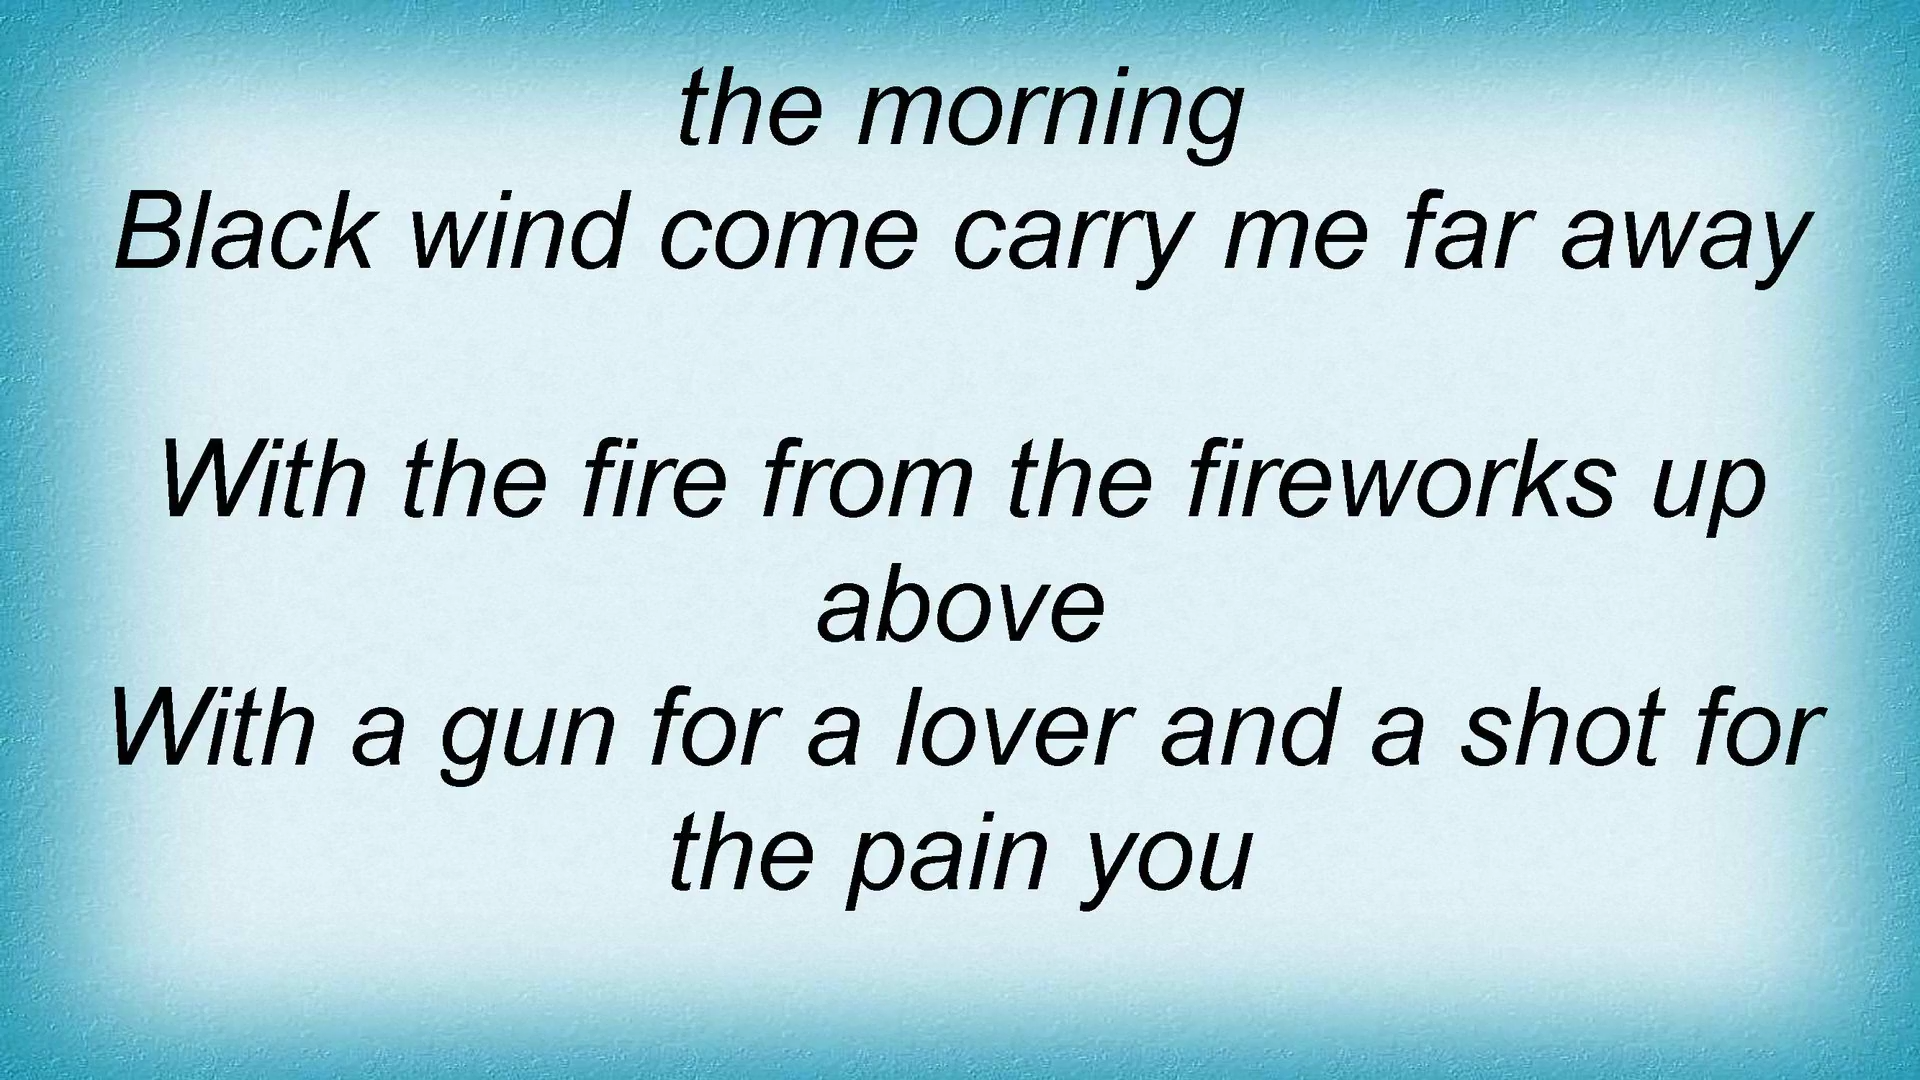 the morning
Black wind come carry me far away
With the fire from the fireworks up
above
With a gun for a lover and a shot for
the pain you